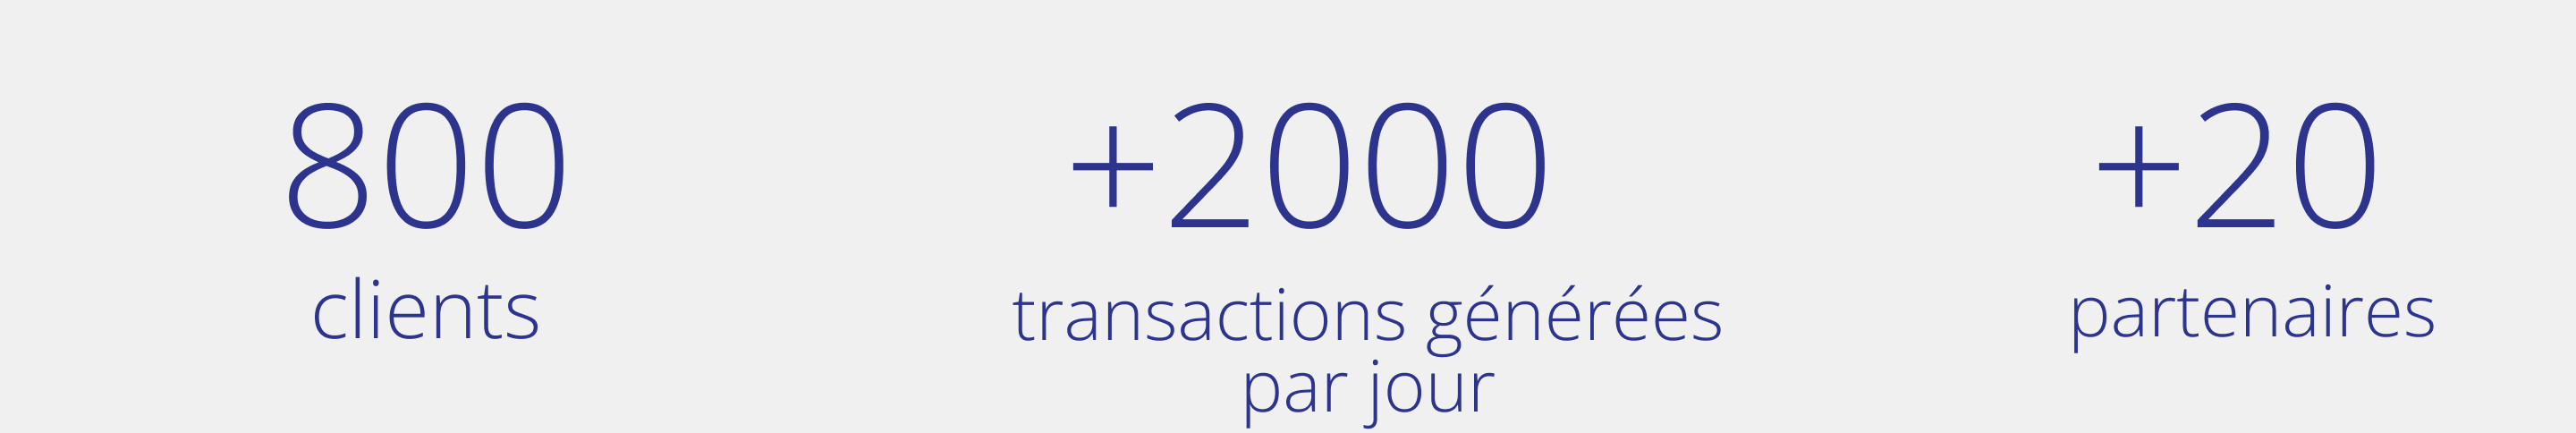 800
clients
+2000
transactions générées
par jour
+20
partenaires